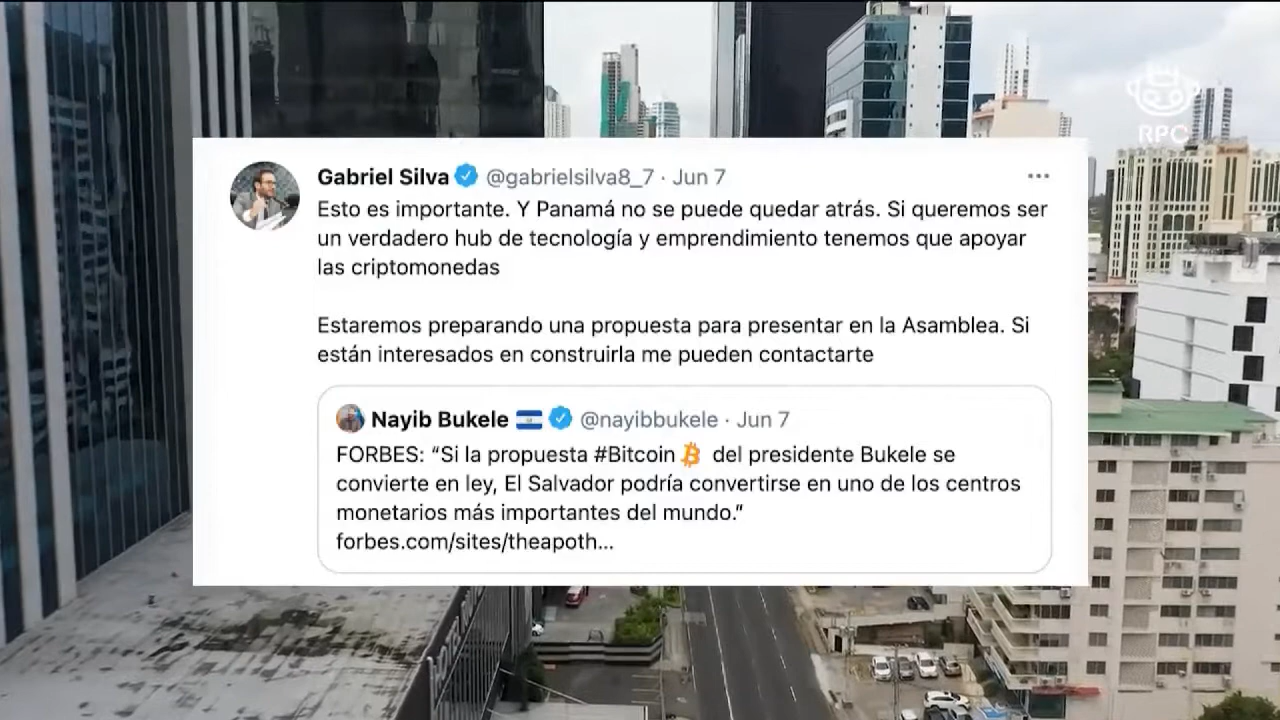 RPC
Gabriel Silva @gabrielsilva8_7 · Jun 7
Esto es importante. Y Panamá no se puede quedar atrás. Si queremos ser
un verdadero hub de tecnología y emprendimiento tenemos que apoyar
las criptomonedas
Estaremos preparando una propuesta para presentar en la Asamblea. Si
están interesados en construirla me pueden contactarte
Nayib Bukele 🇸🇻 @nayibbukele · Jun 7
FORBES: “Si la propuesta #Bitcoin del presidente Bukele se
convierte en ley, El Salvador podría convertirse en uno de los centros
monetarios más importantes del mundo.”
forbes.com/sites/theapoth...